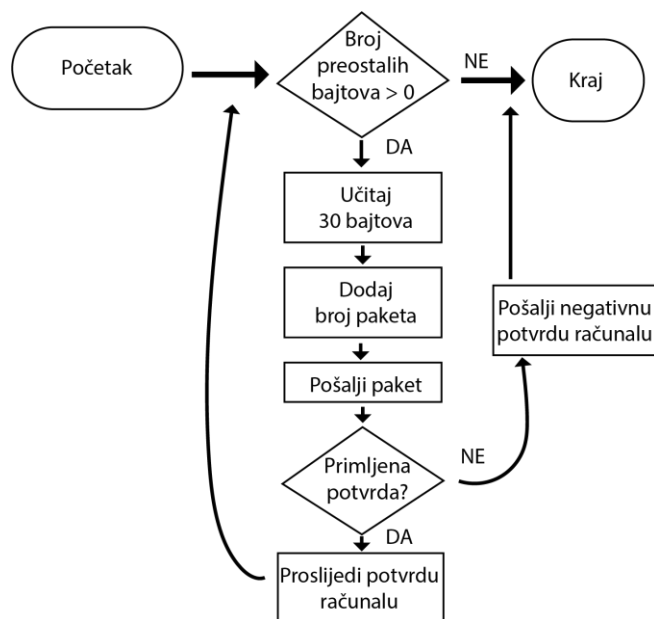 Početak
Broj
preostalih
bajtova > 0
NE
Kraj
DA
Učitaj
30 bajtova
Dodaj
broj paketa
Pošalji negativnu
potvrdu računalu
Pošalji paket
Primljena
potvrda?
NE
DA
Proslijedi potvrdu
računalu